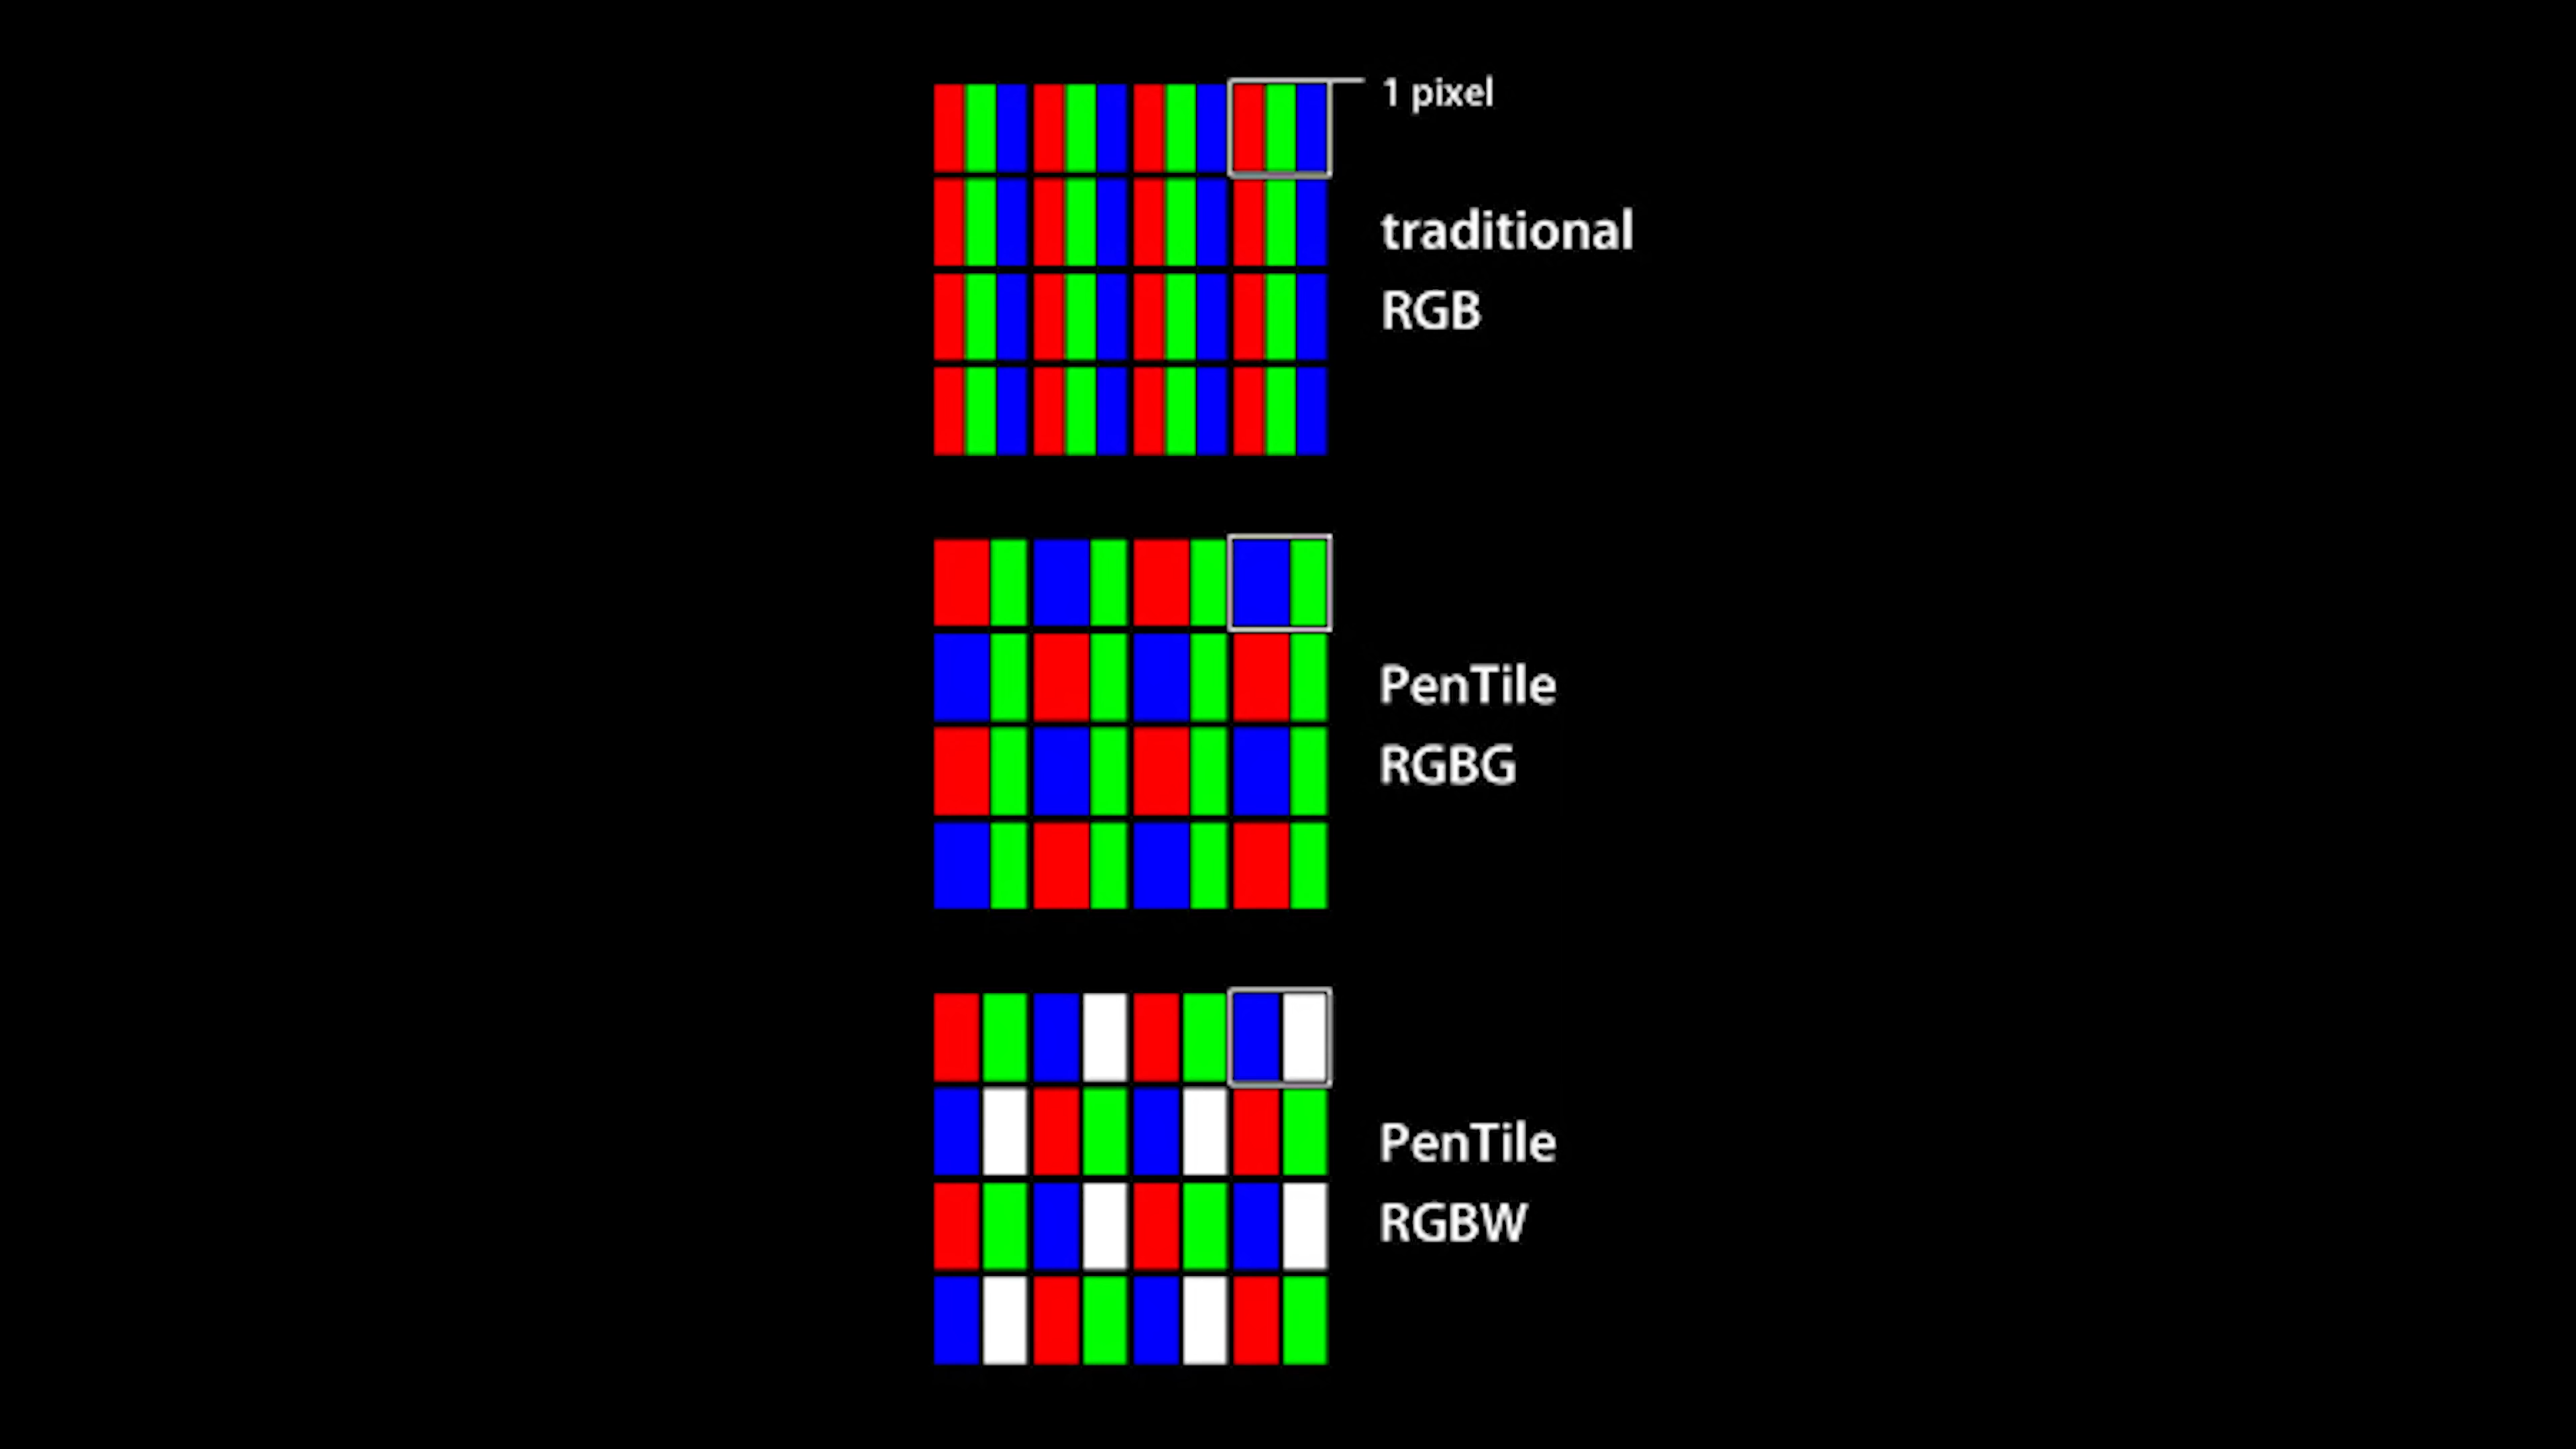 1 pixel
traditional
RGB
PenTile
RGBG
PenTile
RGBW